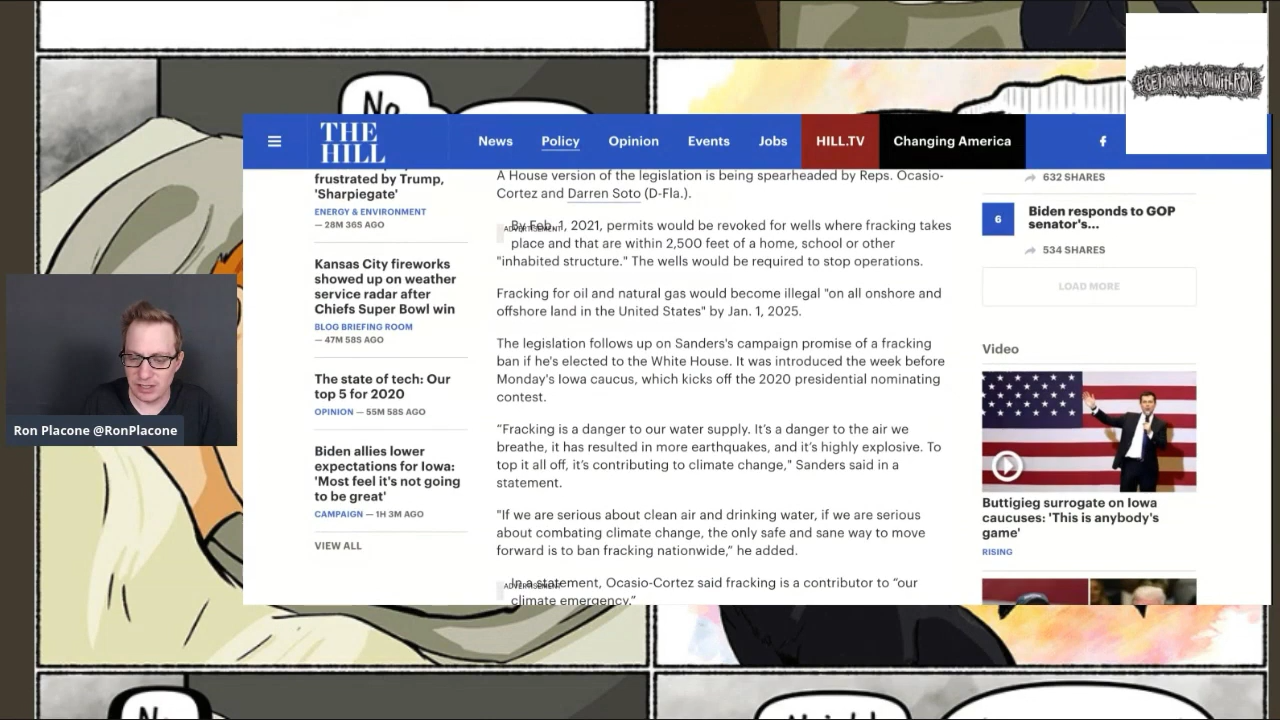 No
#GETYOURNEWSONWITHRON
THE
HILL
News
Policy
Opinion
Events
Jobs
HILL.TV
Changing America
f
frustrated by Trump,
'Sharpiegate'
ENERGY & ENVIRONMENT
— 28M 36S AGO
Kansas City fireworks
showed up on weather
service radar after
Chiefs Super Bowl win
BLOG BRIEFING ROOM
— 47M 58S AGO
The state of tech: Our
top 5 for 2020
OPINION — 55M 58S AGO
Biden allies lower
expectations for Iowa:
'Most feel it's not going
to be great'
CAMPAIGN — 1H 3M AGO
VIEW ALL
A House version of the legislation is being spearheaded by Reps. Ocasio-
Cortez and Darren Soto (D-Fla.).
ADVERTISEMENT
By Feb. 1, 2021, permits would be revoked for wells where fracking takes
place and that are within 2,500 feet of a home, school or other
"inhabited structure." The wells would be required to stop operations.
Fracking for oil and natural gas would become illegal "on all onshore and
offshore land in the United States" by Jan. 1, 2025.
The legislation follows up on Sanders's campaign promise of a fracking
ban if he's elected to the White House. It was introduced the week before
Monday's Iowa caucus, which kicks off the 2020 presidential nominating
contest.
“Fracking is a danger to our water supply. It’s a danger to the air we
breathe, it has resulted in more earthquakes, and it’s highly explosive. To
top it all off, it’s contributing to climate change," Sanders said in a
statement.
"If we are serious about clean air and drinking water, if we are serious
about combating climate change, the only safe and sane way to move
forward is to ban fracking nationwide,” he added.
ADVERTISEMENT
In a statement, Ocasio-Cortez said fracking is a contributor to “our
climate emergency.”
632 SHARES
6
Biden responds to GOP
senator's...
534 SHARES
LOAD MORE
Video
Buttigieg surrogate on Iowa
caucuses: 'This is anybody's
game'
RISING
Ron Placone @RonPlacone